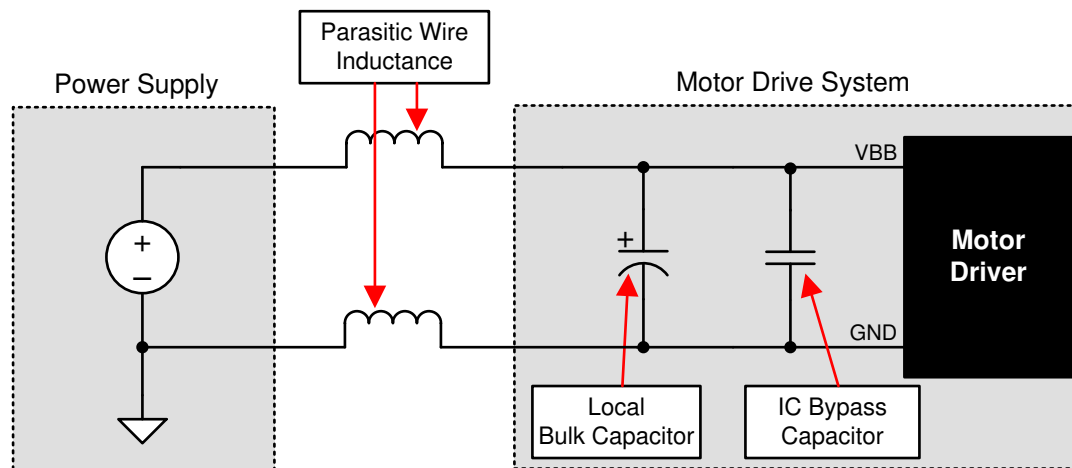 Parasitic Wire
Inductance
Power Supply
Motor Drive System
VBB
+
–
+
Motor
Driver
GND
Local
Bulk Capacitor
IC Bypass
Capacitor